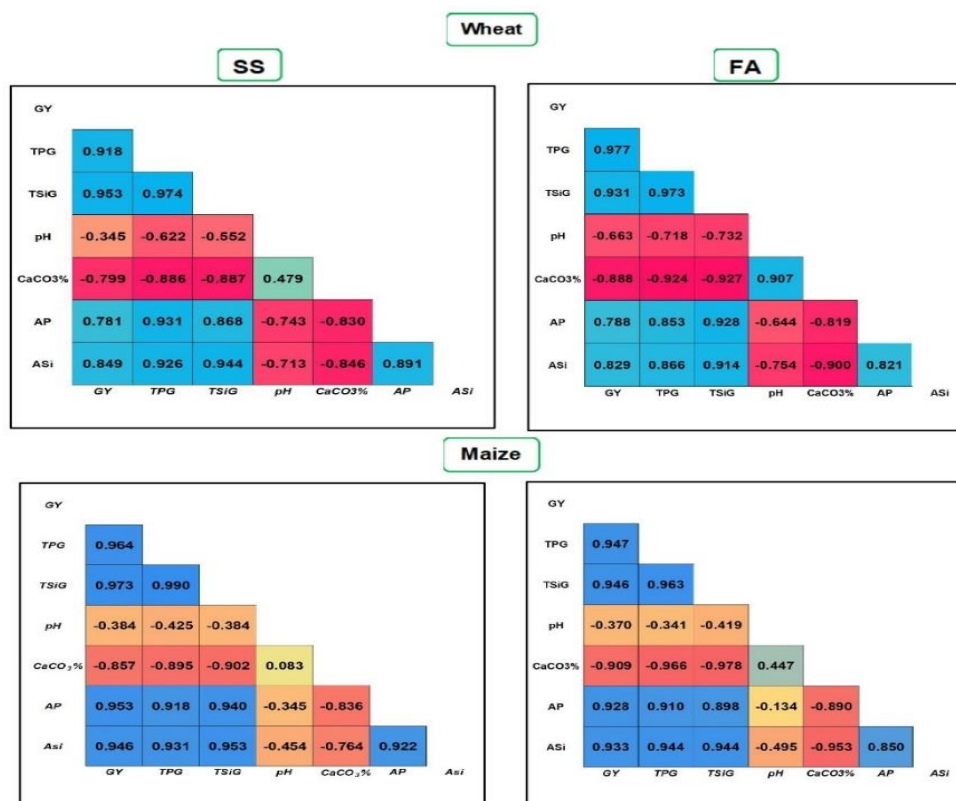 Wheat
SS
GY
TPG 0.918
TSiG 0.953 0.974
pH -0.345 -0.622 -0.552
CaCO3% -0.799 -0.886 -0.887 0.479
AP 0.781 0.931 0.868 -0.743 -0.830
ASi 0.849 0.926 0.944 -0.713 -0.846 0.891
GY TPG TSiG pH CaCO3% AP ASi
FA
GY
TPG 0.977
TSiG 0.931 0.973
pH -0.663 -0.718 -0.732
CaCO3% -0.888 -0.924 -0.927 0.907
AP 0.788 0.853 0.928 -0.644 -0.819
ASi 0.829 0.866 0.914 -0.754 -0.900 0.821
GY TPG TSiG pH CaCO3% AP ASi
Maize
GY
TPG 0.964
TSiG 0.973 0.990
pH -0.384 -0.425 -0.384
CaCO₃% -0.857 -0.895 -0.902 0.083
AP 0.953 0.918 0.940 -0.345 -0.836
Asi 0.946 0.931 0.953 -0.454 -0.764 0.922
GY TPG TSiG pH CaCO₃% AP Asi
GY
TPG 0.947
TSiG 0.946 0.963
pH -0.370 -0.341 -0.419
CaCO3% -0.909 -0.966 -0.978 0.447
AP 0.928 0.910 0.898 -0.134 -0.890
ASi 0.933 0.944 0.944 -0.495 -0.953 0.850
GY TPG TSiG pH CaCO3% AP ASi